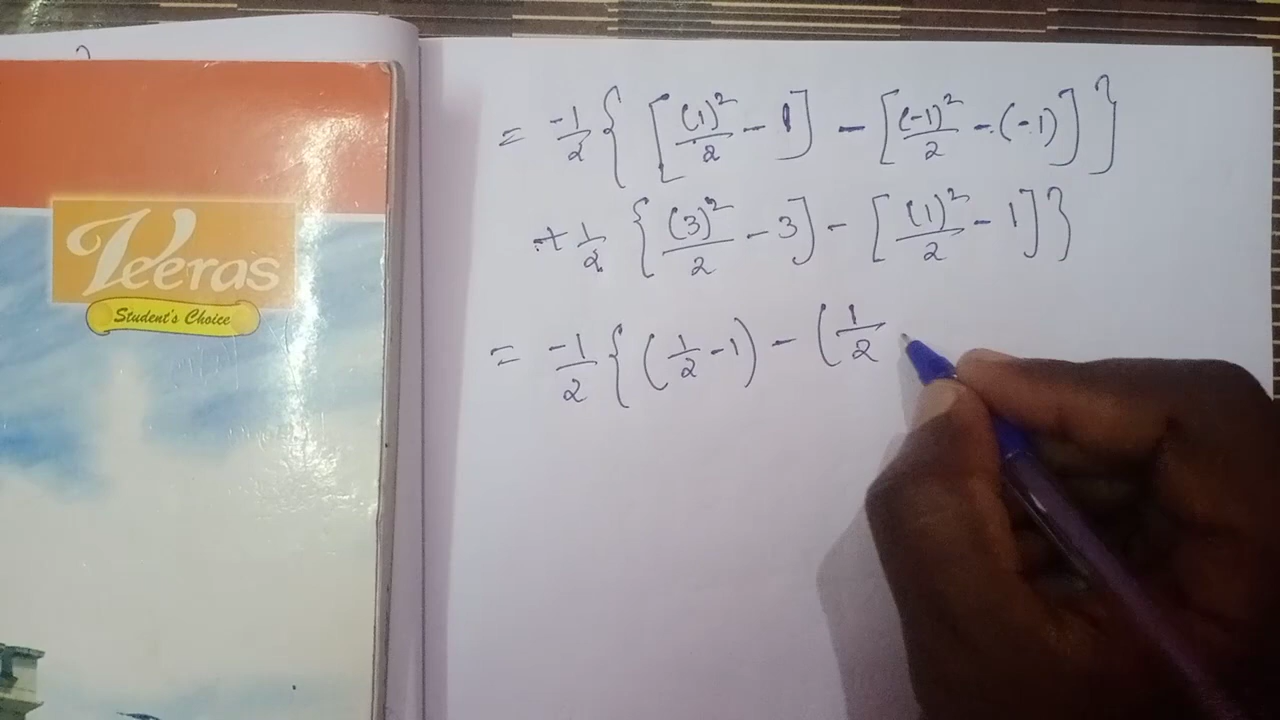 Veeras
Student's Choice
= -1/2 { [ (1)²/2 - 1 ] - [ (-1)²/2 - (-1) ] }
+ 1/2 { (3)²/2 - 3 ] - [ (1)²/2 - 1 ] }
= -1/2 { ( 1/2 - 1 ) - ( 1/2